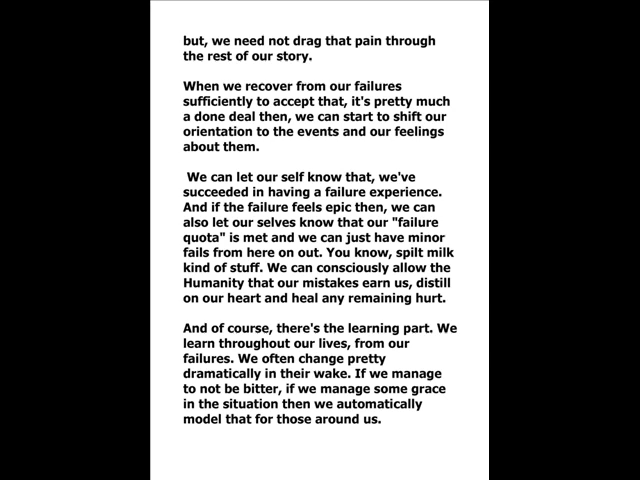 but, we need not drag that pain through
the rest of our story.
When we recover from our failures
sufficiently to accept that, it's pretty much
a done deal then, we can start to shift our
orientation to the events and our feelings
about them.
We can let our self know that, we've
succeeded in having a failure experience.
And if the failure feels epic then, we can
also let our selves know that our "failure
quota" is met and we can just have minor
fails from here on out. You know, spilt milk
kind of stuff. We can consciously allow the
Humanity that our mistakes earn us, distill
on our heart and heal any remaining hurt.
And of course, there's the learning part. We
learn throughout our lives, from our
failures. We often change pretty
dramatically in their wake. If we manage
to not be bitter, if we manage some grace
in the situation then we automatically
model that for those around us.